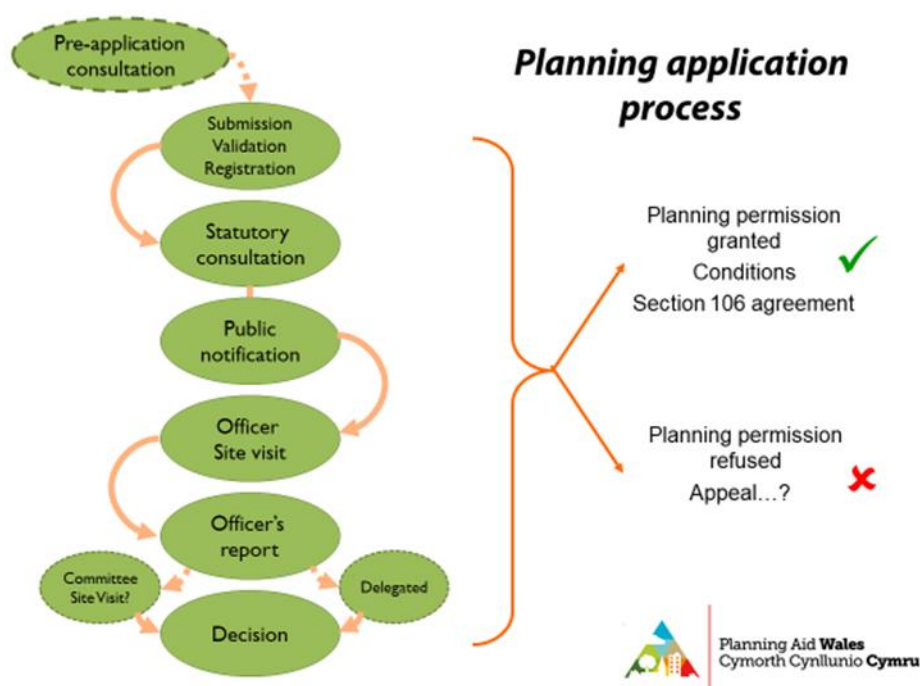 Pre-application
consultation
Planning application
process
Submission
Validation
Registration
Statutory
consultation
Public
notification
Officer
Site visit
Officer's
report
Committee
Site Visit?
Delegated
Decision
Planning permission
granted
Conditions
Section 106 agreement
Planning permission
refused
Appeal...?
Planning Aid Wales
Cymorth Cynllunio Cymru